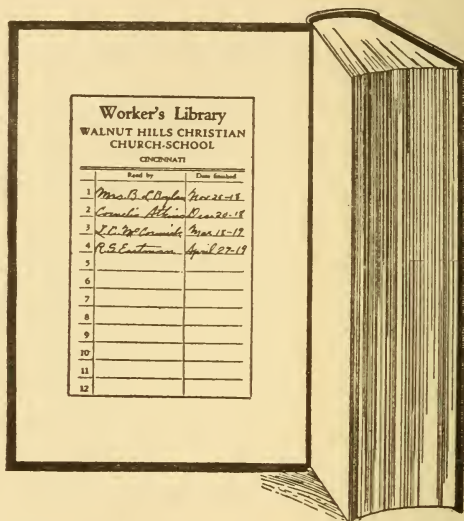 Worker's Library
WALNUT HILLS CHRISTIAN
CHURCH-SCHOOL
CINCINNATI
Read by Date finished
1 Mrs. B. L. Boylan Nov 25-18
2 Cornelia Atkins Dec 20-18
3 McCormick Mar 15-19
4 R.S. Eastman April 27-19
5
6
7
8
9
10
11
12